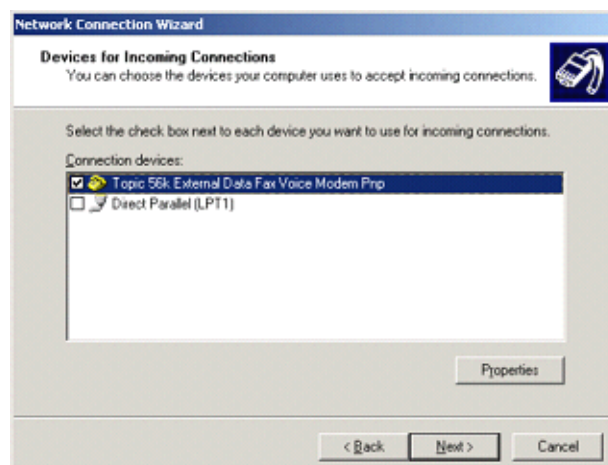 Network Connection Wizard
Devices for Incoming Connections
You can choose the devices your computer uses to accept incoming connections.
Select the check box next to each device you want to use for incoming connections.
Connection devices:
Topic 56k External Data Fax Voice Modem Pnp
Direct Parallel (LPT1)
Properties
< Back
Next >
Cancel